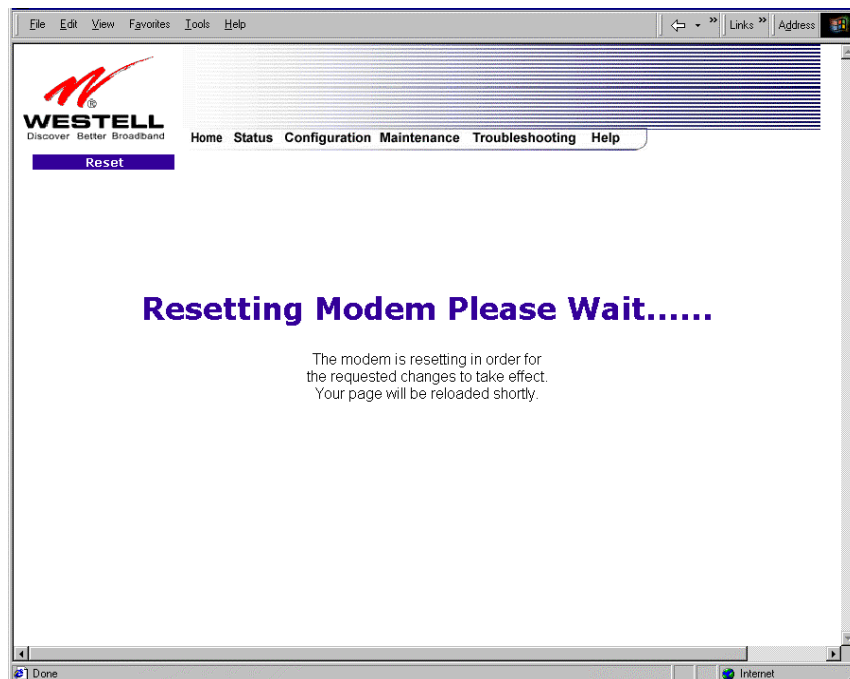 File Edit View Favorites Tools Help » Links » Address
®
WESTELL
Discover Better Broadband
Home Status Configuration Maintenance Troubleshooting Help
Reset
Resetting Modem Please Wait......
The modem is resetting in order for
the requested changes to take effect.
Your page will be reloaded shortly.
Done Internet